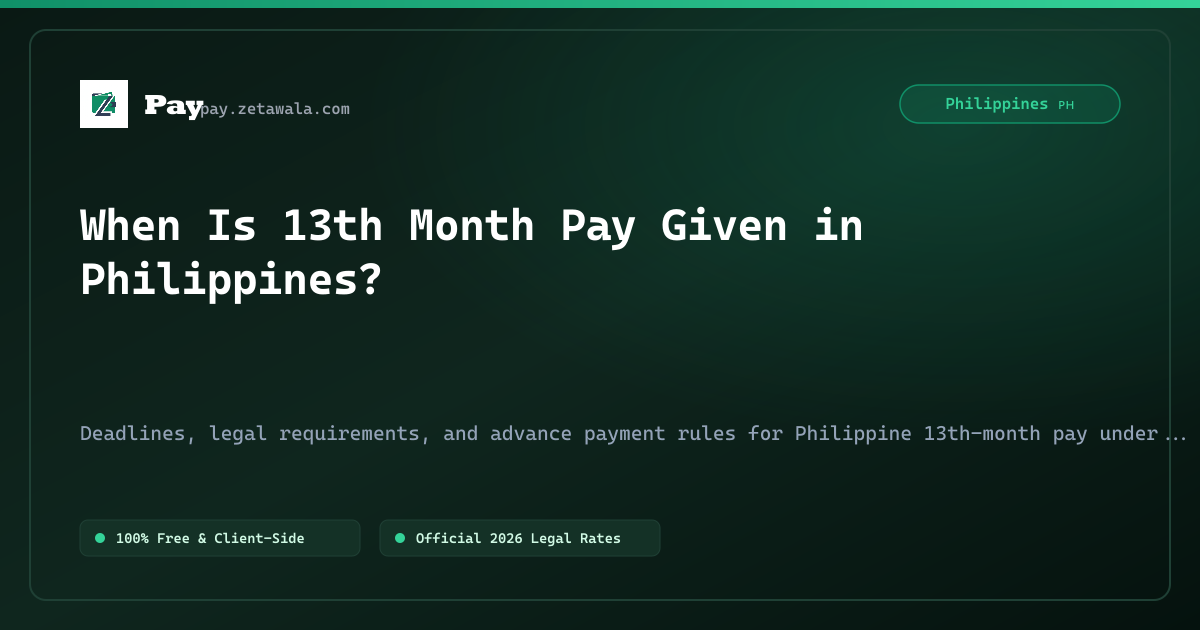 Pay
pay.zetawala.com
Philippines PH
When Is 13th Month Pay Given in
Philippines?
Deadlines, legal requirements, and advance payment rules for Philippine 13th-month pay under...
100% Free & Client-Side
Official 2026 Legal Rates